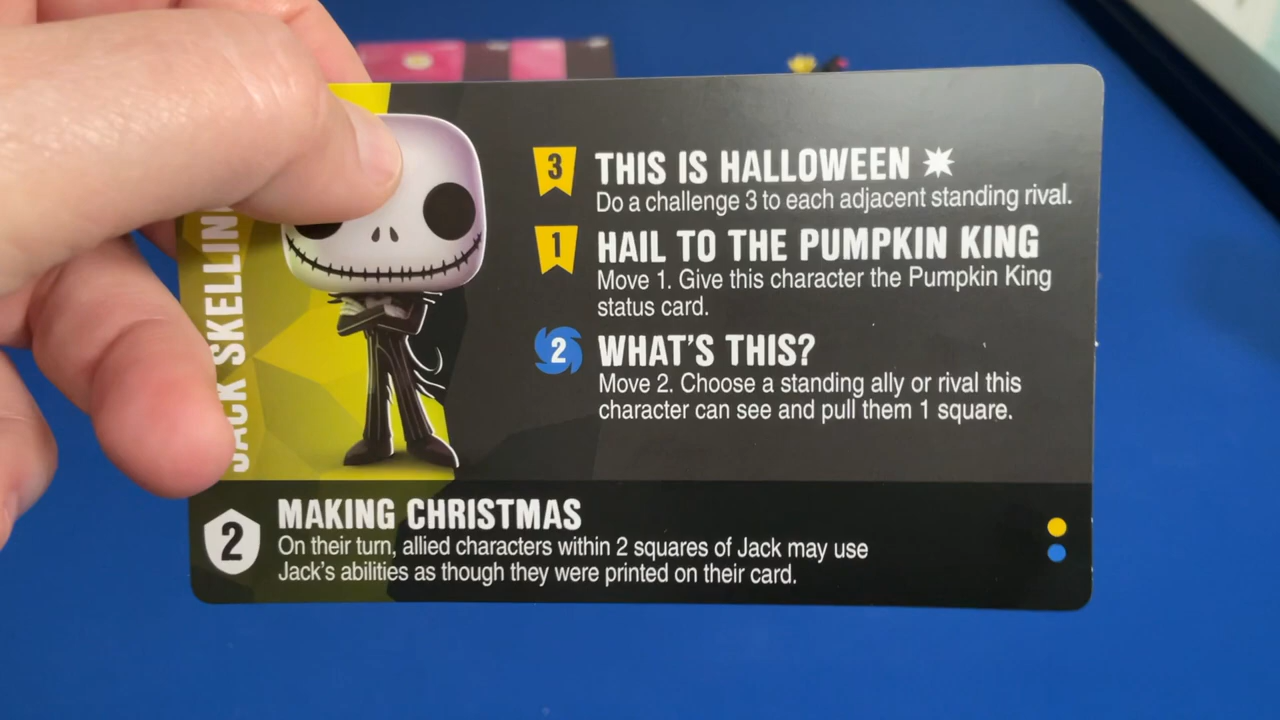 JACK SKELLIN
3 THIS IS HALLOWEEN
Do a challenge 3 to each adjacent standing rival.
1 HAIL TO THE PUMPKIN KING
Move 1. Give this character the Pumpkin King
status card.
2 WHAT'S THIS?
Move 2. Choose a standing ally or rival this
character can see and pull them 1 square.
2 MAKING CHRISTMAS
On their turn, allied characters within 2 squares of Jack may use
Jack's abilities as though they were printed on their card.